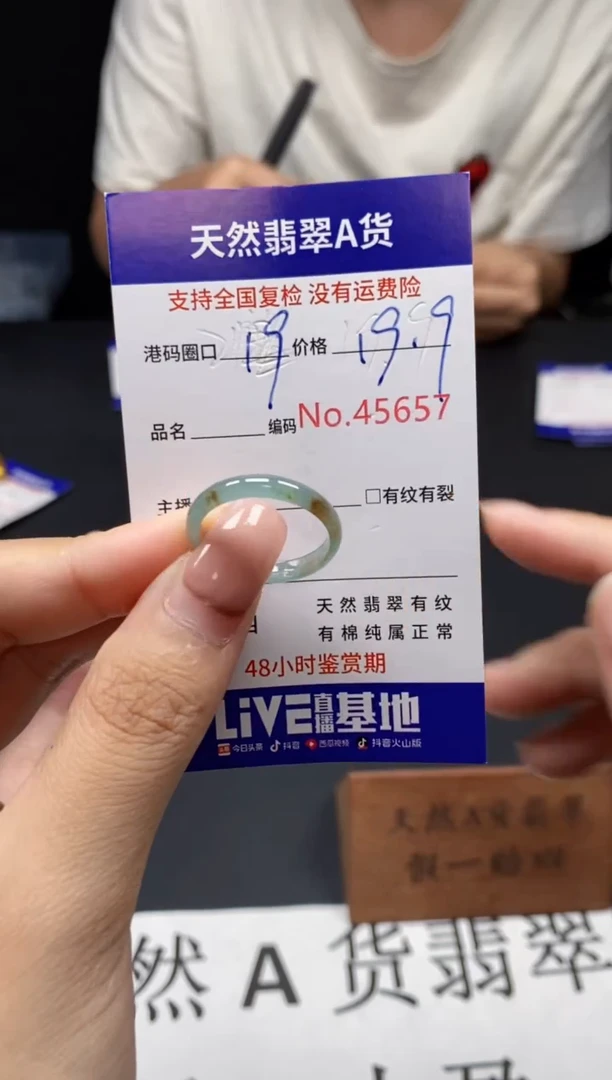 天然翡翠A货
支持全国复检 没有运费险
港码圈口 19 价格 19.9
品名 编码No.45657
主播 □有纹有裂
天然翡翠有纹
有棉纯属正常
48小时鉴赏期
LiVE直播基地
今日头条 抖音 西瓜视频 抖音火山版
天然A货翡翠
假一赔
然 A 货翡翠